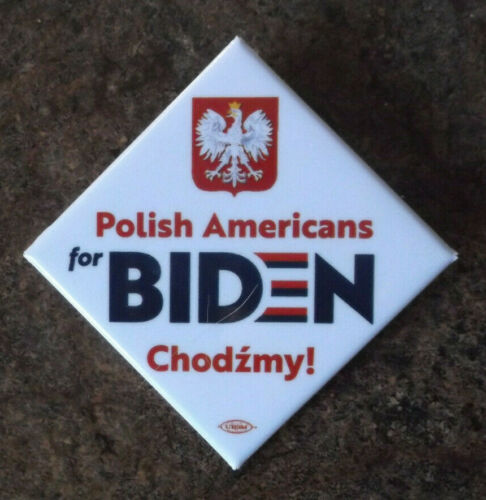 Polish Americans
for BIDEN
Chodźmy!